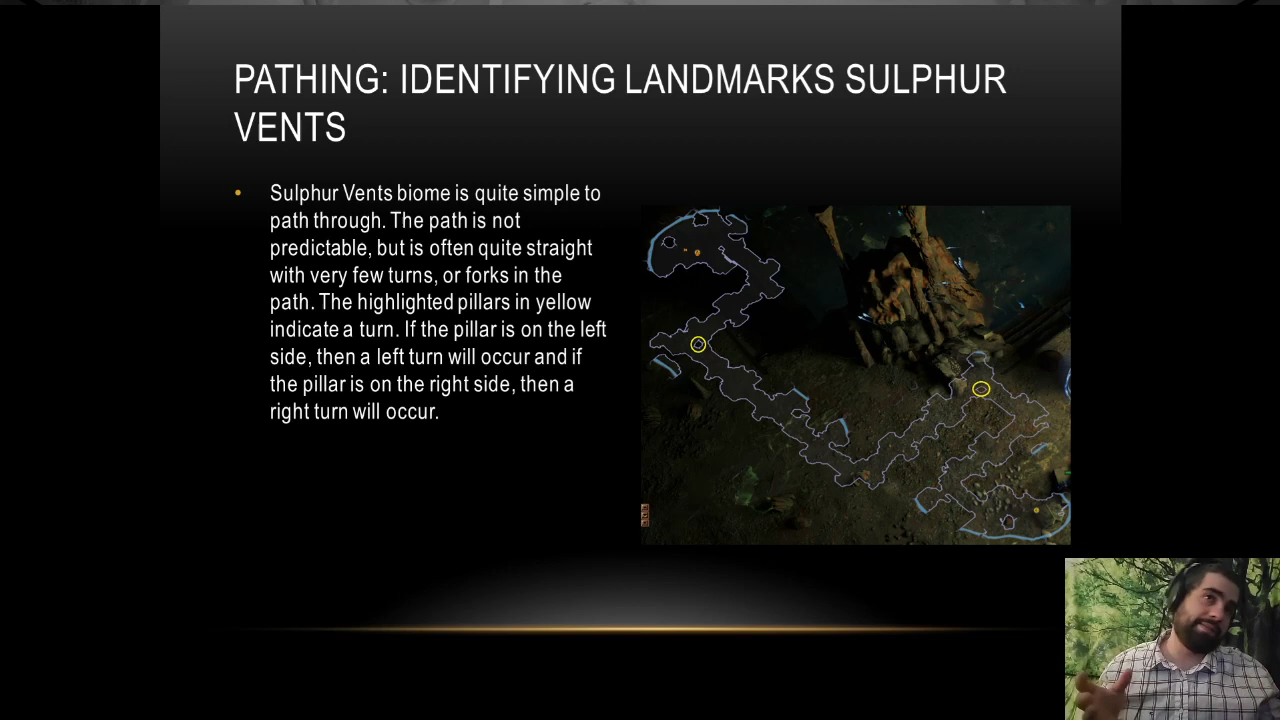 PATHING: IDENTIFYING LANDMARKS SULPHUR
VENTS
• Sulphur Vents biome is quite simple to
path through. The path is not
predictable, but is often quite straight
with very few turns, or forks in the
path. The highlighted pillars in yellow
indicate a turn. If the pillar is on the left
side, then a left turn will occur and if
the pillar is on the right side, then a
right turn will occur.